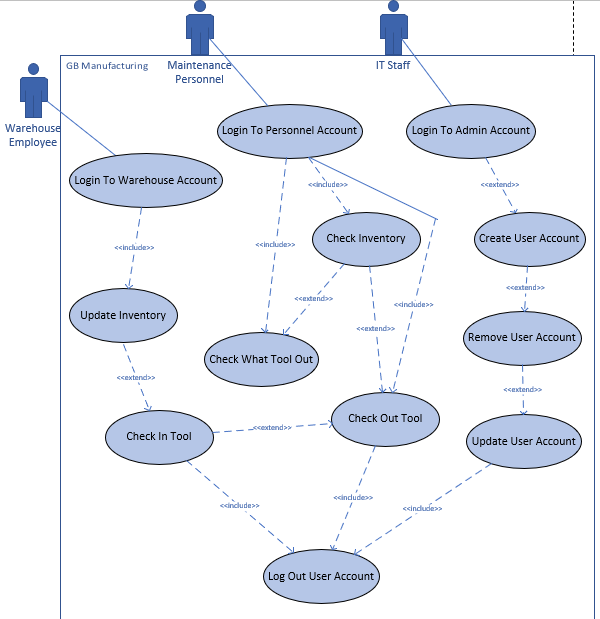 GB Manufacturing
Maintenance
Personnel
IT Staff
Warehouse
Employee
Login To Personnel Account
Login To Admin Account
Login To Warehouse Account
<<include>>
<<extend>>
Check Inventory
Create User Account
<<include>>
<<include>>
<<extend>>
<<extend>>
<<include>>
Update Inventory
<<extend>>
Remove User Account
Check What Tool Out
<<extend>>
<<extend>>
Check Out Tool
<<extend>>
Check In Tool
Update User Account
<<include>>
<<include>>
<<include>>
Log Out User Account